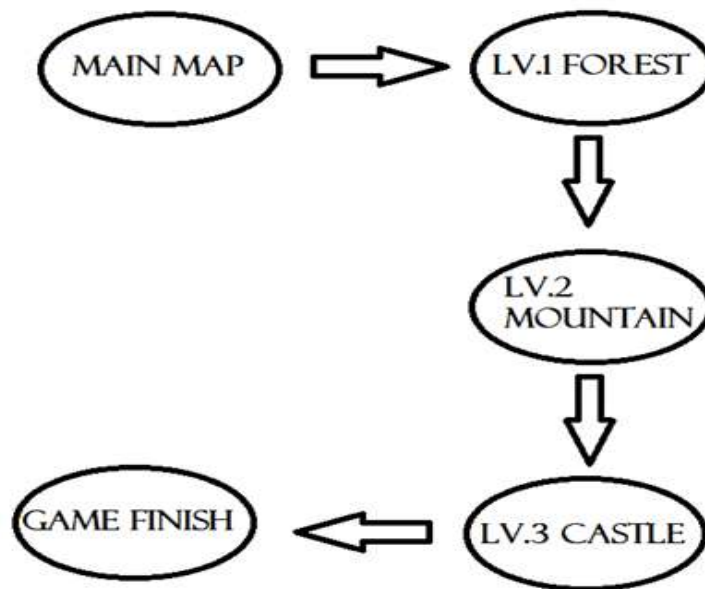 MAIN MAP
LV.1 FOREST
LV.2
MOUNTAIN
LV.3 CASTLE
GAME FINISH